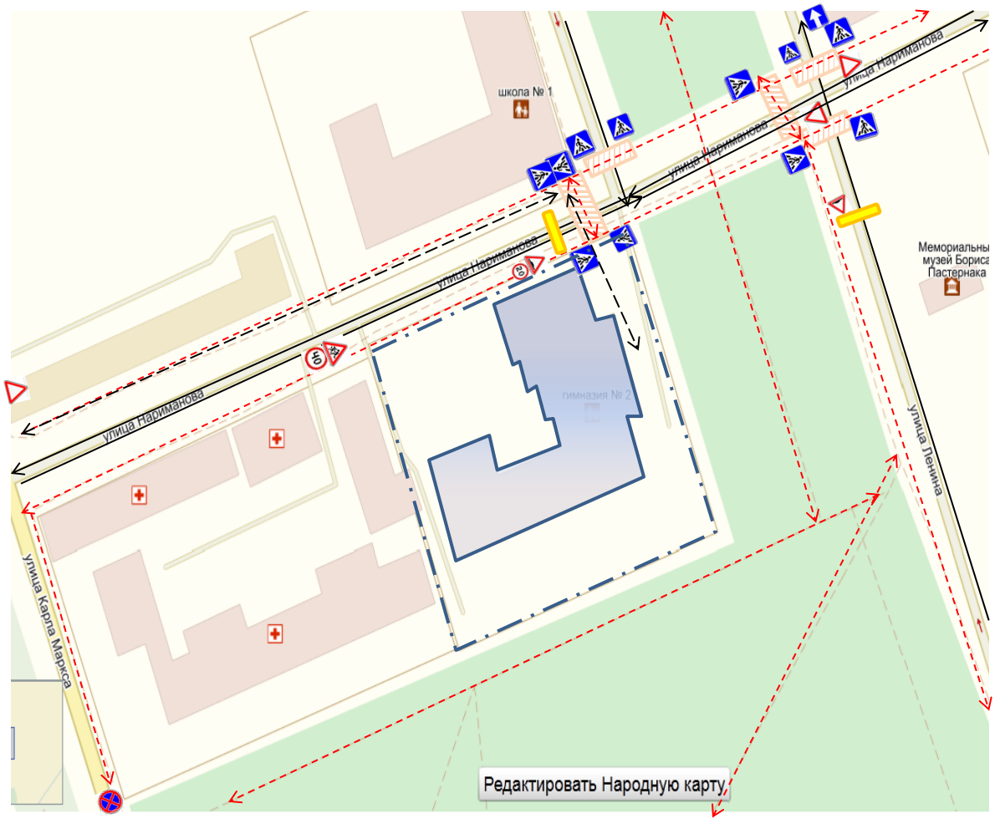 школа № 1
улица Нариманова
улица Нариманова
улица Нариманова
20
улица Нариманова
40
Мемориальны
музей Бориса
Пастернака
гимназия № 2
улица Ленина
улица Карла Маркса
Редактировать Народную карту